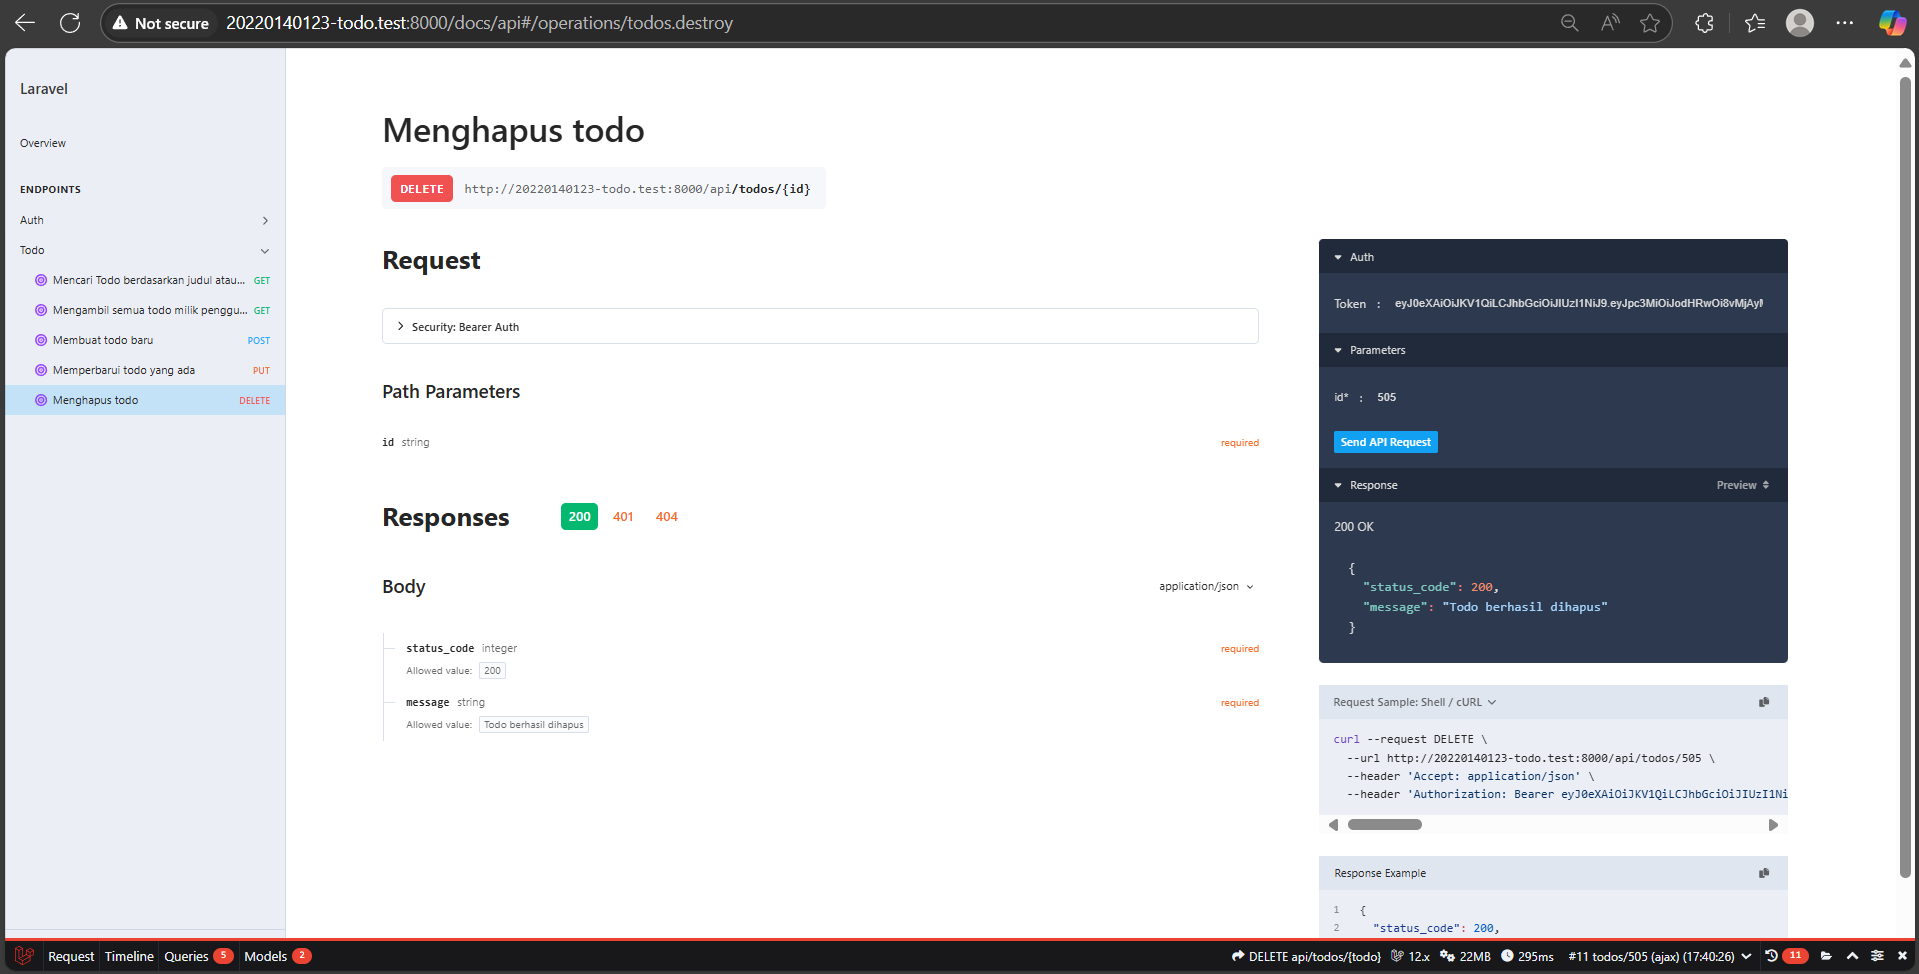 Not secure
20220140123-todo.test:8000/docs/api#/operations/todos.destroy
Laravel
Overview
ENDPOINTS
Auth
Todo
Mencari Todo berdasarkan judul atau... GET
Mengambil semua todo milik penggu... GET
Membuat todo baru POST
Memperbarui todo yang ada PUT
Menghapus todo DELETE
Menghapus todo
DELETE http://20220140123-todo.test:8000/api/todos/{id}
Request
Security: Bearer Auth
Path Parameters
id string required
Responses 200 401 404
Body application/json
status_code integer required
Allowed value: 200
message string required
Allowed value: Todo berhasil dihapus
Auth
Token : eyJ0eXAiOiJKV1QiLCJhbGciOiJIUzI1NiJ9.eyJpc3MiOiJodHRwOi8vMjAyM
Parameters
id* : 505
Send API Request
Response Preview
200 OK
{
"status_code": 200,
"message": "Todo berhasil dihapus"
}
Request Sample: Shell / cURL
curl --request DELETE \
--url http://20220140123-todo.test:8000/api/todos/505 \
--header 'Accept: application/json' \
--header 'Authorization: Bearer eyJ0eXAiOiJKV1QiLCJhbGciOiJIUzI1Ni
Response Example
1 {
2 "status_code": 200,
Request Timeline Queries 5 Models 2 DELETE api/todos/{todo} 12.x 22MB 295ms #11 todos/505 (ajax) (17:40:26) 11